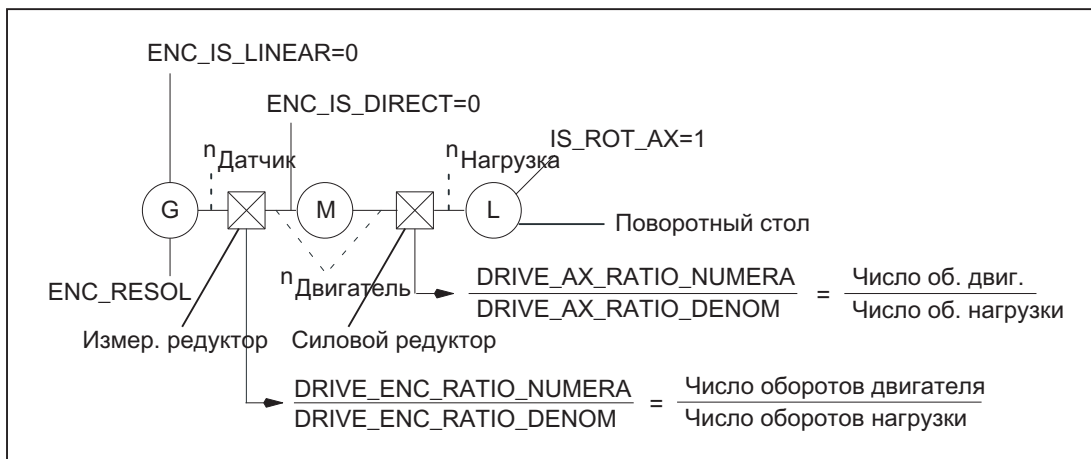 ENC_IS_LINEAR=0
ENC_IS_DIRECT=0
IS_ROT_AX=1
nДатчик
nНагрузка
G
M
L
Поворотный стол
ENC_RESOL
nДвигатель
DRIVE_AX_RATIO_NUMERA
DRIVE_AX_RATIO_DENOM
=
Число об. двиг.
Число об. нагрузки
Измер. редуктор
Силовой редуктор
DRIVE_ENC_RATIO_NUMERA
DRIVE_ENC_RATIO_DENOM
=
Число оборотов двигателя
Число оборотов нагрузки